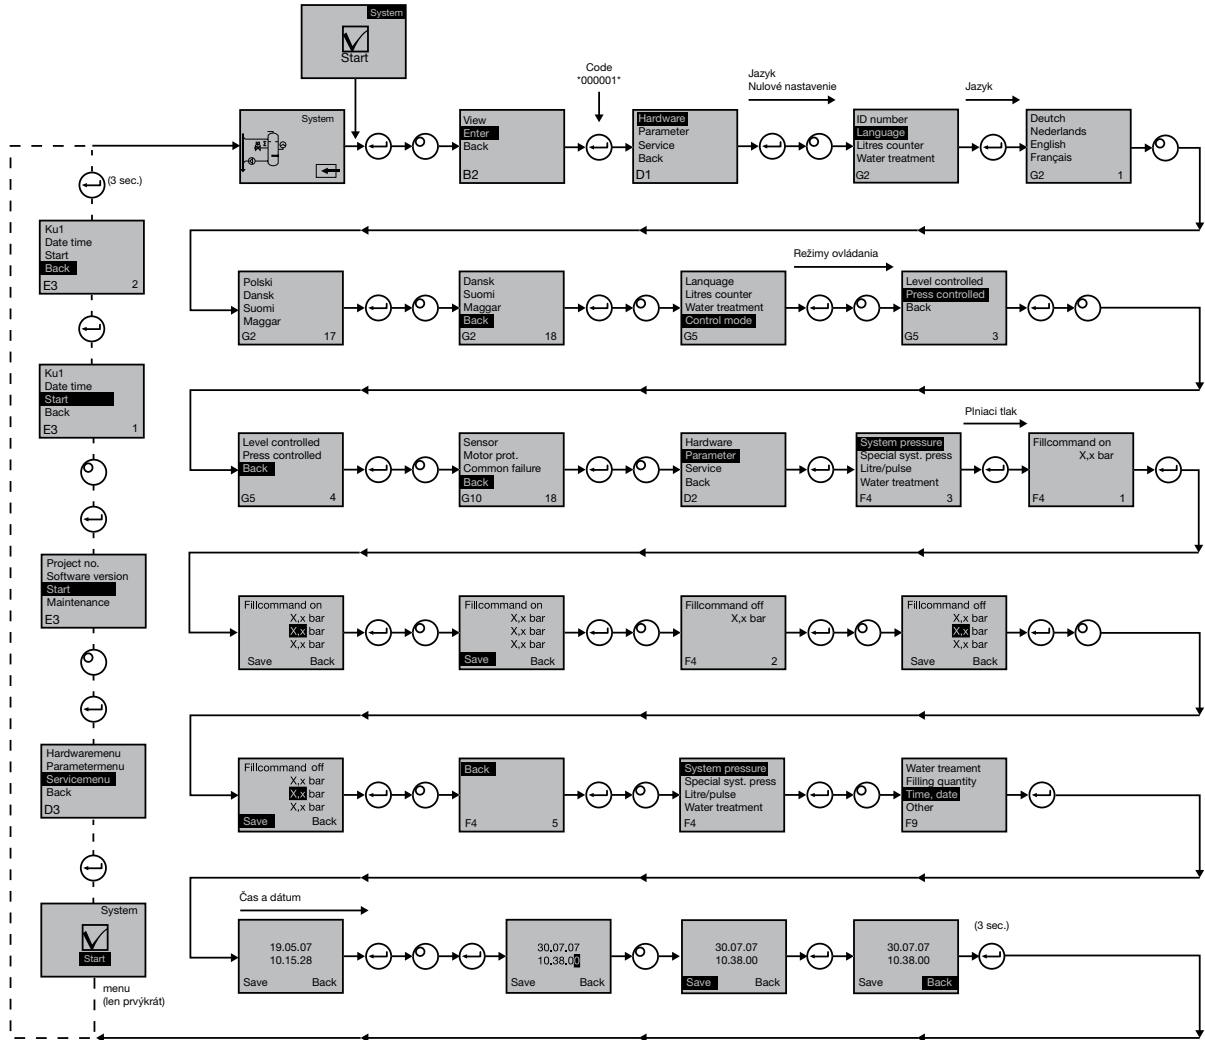 System
Start
Code
*000001*
Jazyk
Nulové nastavenie
Jazyk
System
View
Enter
Back
B2
Hardware
Parameter
Service
Back
D1
ID number
Language
Litres counter
Water treatment
G2
Deutch
Nederlands
English
Français
G2 1
(3 sec.)
Ku1
Date time
Start
Back
E3 2
Režimy ovládania
Polski
Dansk
Suomi
Maggar
G2 17
Dansk
Suomi
Maggar
Back
G2 18
Lanquage
Litres counter
Water treatment
Control mode
G5
Level controlled
Press controlled
Back
G5 3
Ku1
Date time
Start
Back
E3 1
Plniaci tlak
Level controlled
Press controlled
Back
G5 4
Sensor
Motor prot.
Common failure
Back
G10 18
Hardware
Parameter
Service
Back
D2
System pressure
Special syst. press
Litre/pulse
Water treatment
F4 3
Fillcommand on
X,x bar
F4 1
Project no.
Software version
Start
Maintenance
E3
Fillcommand on
X,x bar
X,x bar
X,x bar
Save Back
Fillcommand on
X,x bar
X,x bar
X,x bar
Save Back
Fillcommand off
X,x bar
F4 2
Fillcommand off
X,x bar
X,x bar
X,x bar
Save Back
Hardwaremenu
Parametermenu
Servicemenu
Back
D3
Fillcommand off
X,x bar
X,x bar
X,x bar
Save Back
Back
F4 5
System pressure
Special syst. press
Litre/pulse
Water treatment
F4
Water treament
Filling quantity
Time, date
Other
F9
System
Start
menu
(len prvýkrát)
Čas a dátum
19.05.07
10.15.28
Save Back
30.07.07
10.38.00
Save Back
30.07.07
10.38.00
Save Back
30.07.07
10.38.00
Save Back
(3 sec.)